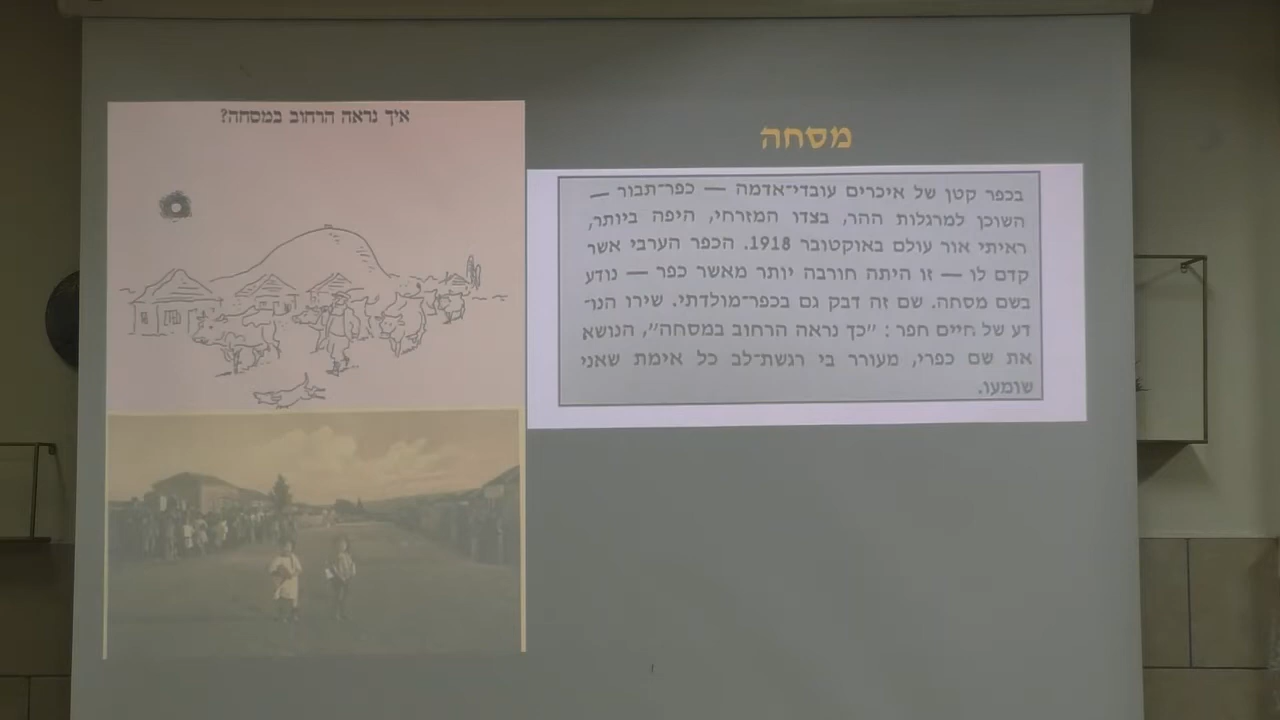 מסחה
בכפר קטן של איכרים עובדי־אדמה — כפר־תבור —
השוכן למרגלות ההר, בצדו המזרחי, היפה ביותר,
ראיתי אור עולם באוקטובר 1918. הכפר הערבי אשר
קדם לו — זו היתה חורבה יותר מאשר כפר — נודע
בשם מסחה. שם זה דבק גם בכפר־מולדתי. שירו הנו־
דע של חיים חפר : "כך נראה הרחוב במסחה", הנושא
את שם כפרי, מעורר בי רגשת־לב כל אימת שאני
שומעו.
איך נראה הרחוב במסחה?